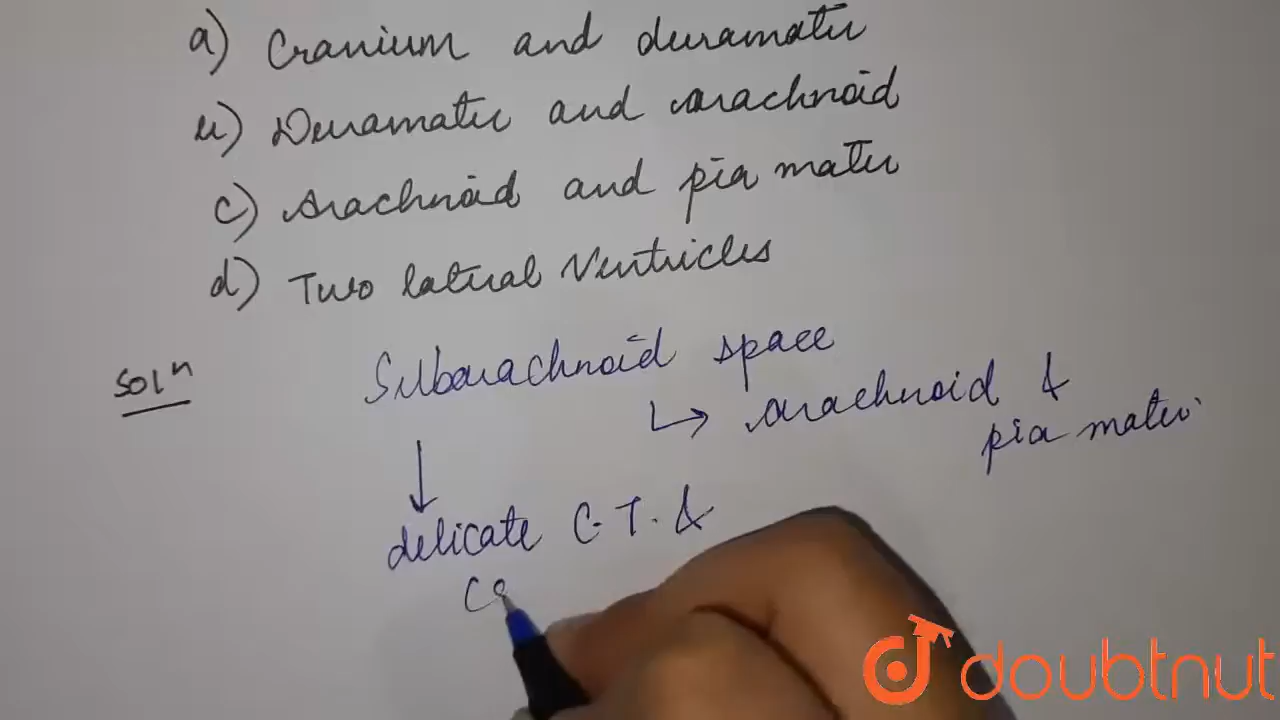 a) Cranium and duramater
b) Duramater and arachnoid
c) Arachnoid and pia mater
d) Two lateral Ventricles
Solⁿ
Subarachnoid space
↳ arachnoid &
pia mater
↓
delicate C.T. &
CS
doubtnut